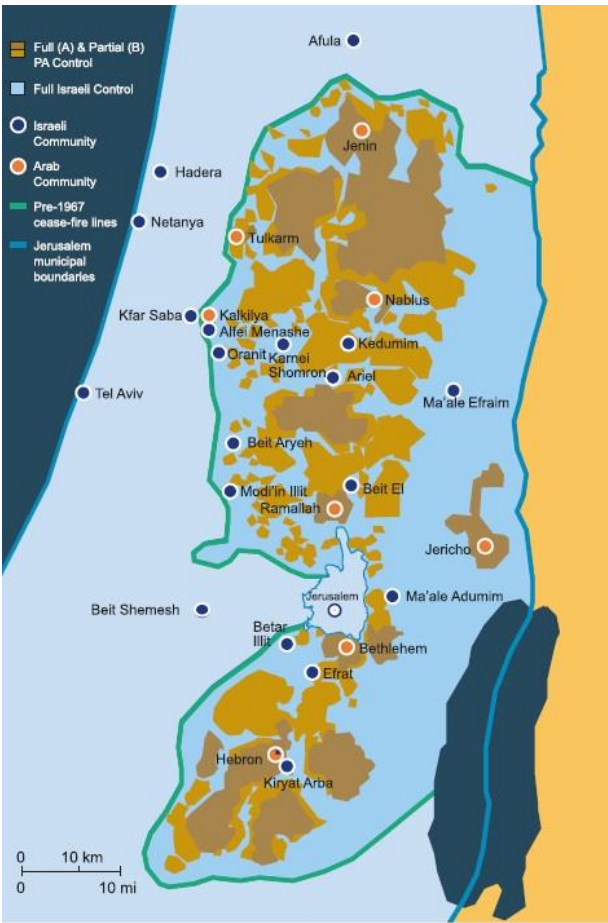 Full (A) & Partial (B)
PA Control
Full Israeli Control
Israeli
Community
Arab
Community
Pre-1967
cease-fire lines
Jerusalem
municipal
boundaries
Afula
Jenin
Hadera
Netanya
Tulkarm
Nablus
Kfar Saba
Kalkilya
Alfei Menashe
Oranit
Karnei
Shomron
Kedumim
Ariel
Tel Aviv
Ma'ale Efraim
Beit Aryeh
Modi'in Illit
Beit El
Ramallah
Jericho
Beit Shemesh
Jerusalem
Ma'ale Adumim
Betar
Illit
Bethlehem
Efrat
Hebron
Kiryat Arba
0 10 km
0 10 mi